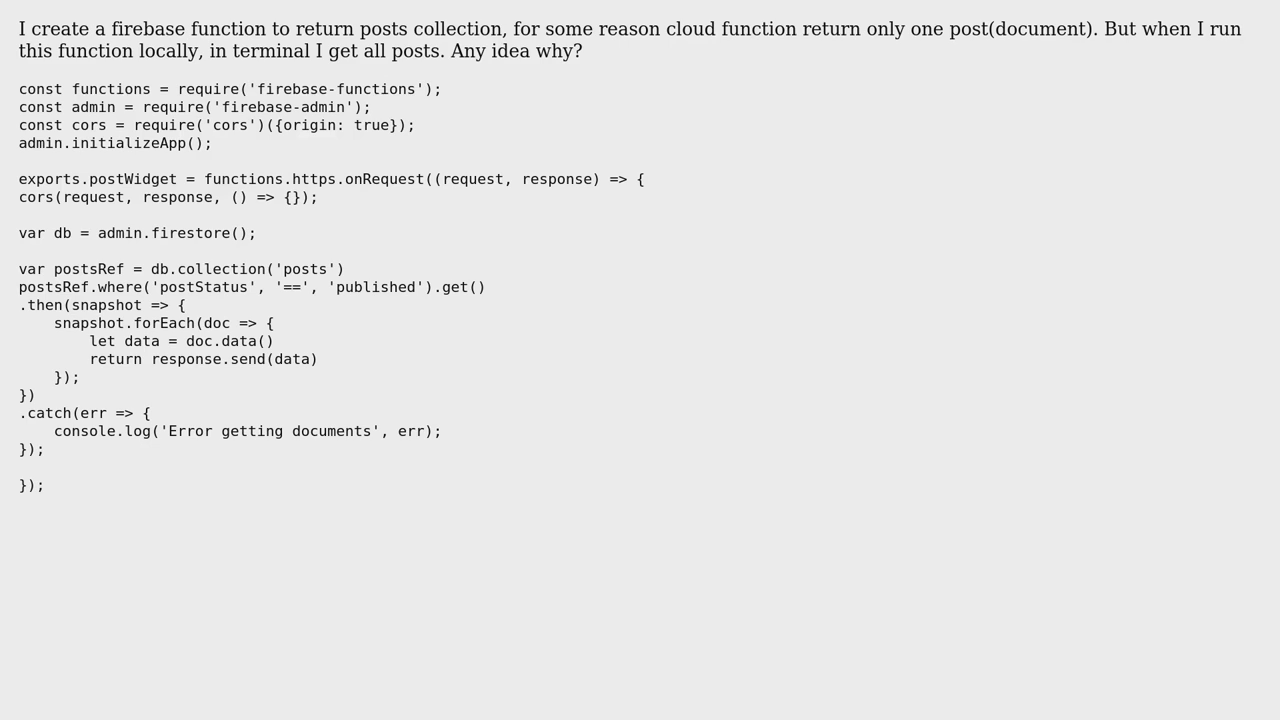 I create a firebase function to return posts collection, for some reason cloud function return only one post(document). But when I run
this function locally, in terminal I get all posts. Any idea why?
const functions = require('firebase-functions');
const admin = require('firebase-admin');
const cors = require('cors')({origin: true});
admin.initializeApp();
exports.postWidget = functions.https.onRequest((request, response) => {
cors(request, response, () => {});
var db = admin.firestore();
var postsRef = db.collection('posts')
postsRef.where('postStatus', '==', 'published').get()
.then(snapshot => {
    snapshot.forEach(doc => {
        let data = doc.data()
        return response.send(data)
    });
})
.catch(err => {
    console.log('Error getting documents', err);
});
});